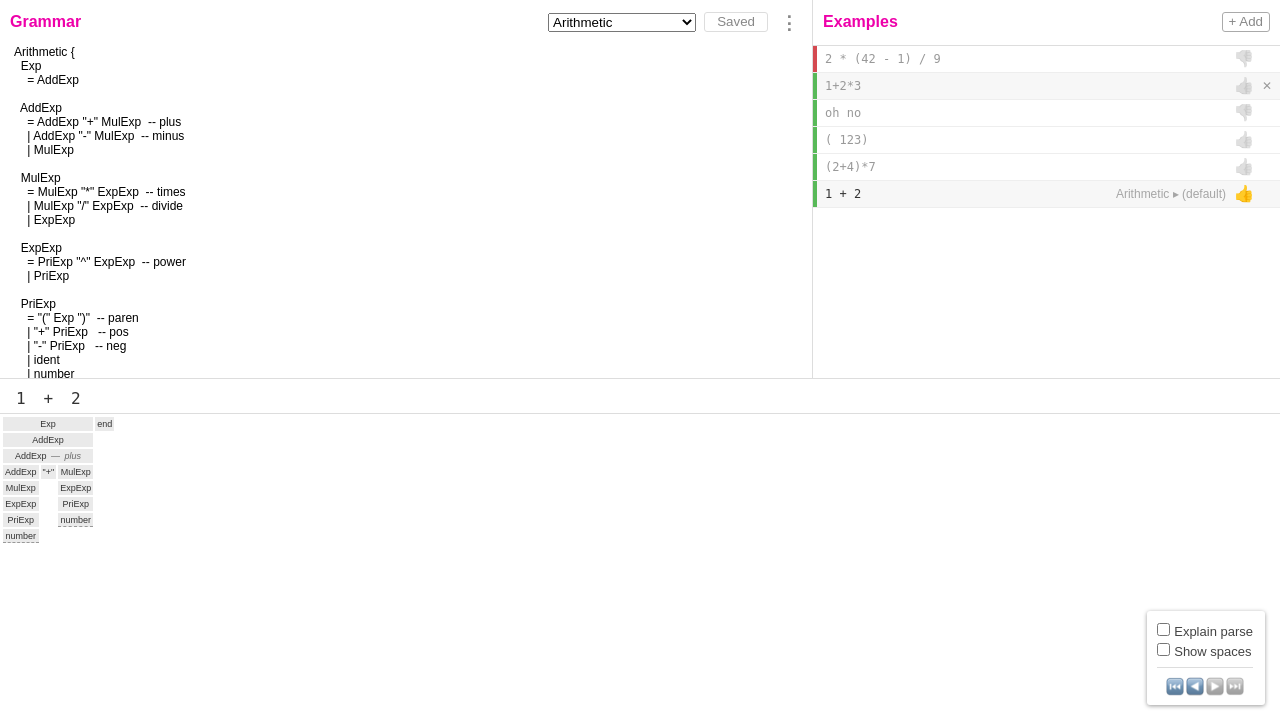 Grammar
Arithmetic
Saved
Arithmetic {
Exp
= AddExp
AddExp
= AddExp "+" MulExp -- plus
| AddExp "-" MulExp -- minus
| MulExp
MulExp
= MulExp "*" ExpExp -- times
| MulExp "/" ExpExp -- divide
| ExpExp
ExpExp
= PriExp "^" ExpExp -- power
| PriExp
PriExp
= "(" Exp ")" -- paren
| "+" PriExp -- pos
| "-" PriExp -- neg
| ident
| number
Examples
+ Add
2 * (42 - 1) / 9
1+2*3
oh no
( 123)
(2+4)*7
1 + 2 Arithmetic ▸ (default)
1 + 2
Exp end
AddExp
AddExp — plus
AddExp "+" MulExp
MulExp ExpExp
ExpExp PriExp
PriExp number
number
Explain parse
Show spaces